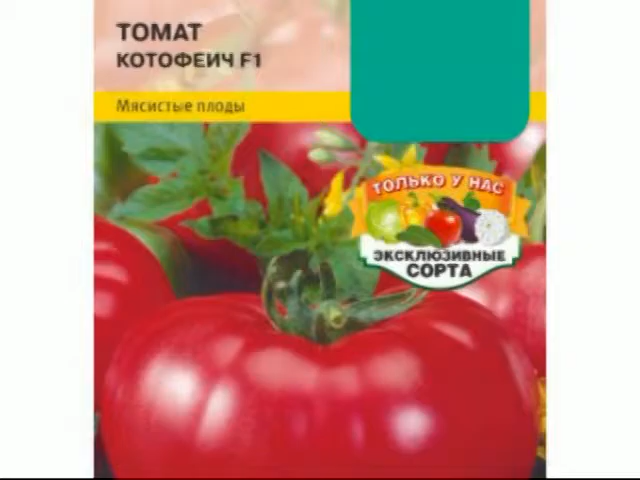 ТОМАТ
КОТОФЕИЧ F1
Мясистые плоды
ТОЛЬКО У НАС
ЭКСКЛЮЗИВНЫЕ
СОРТА